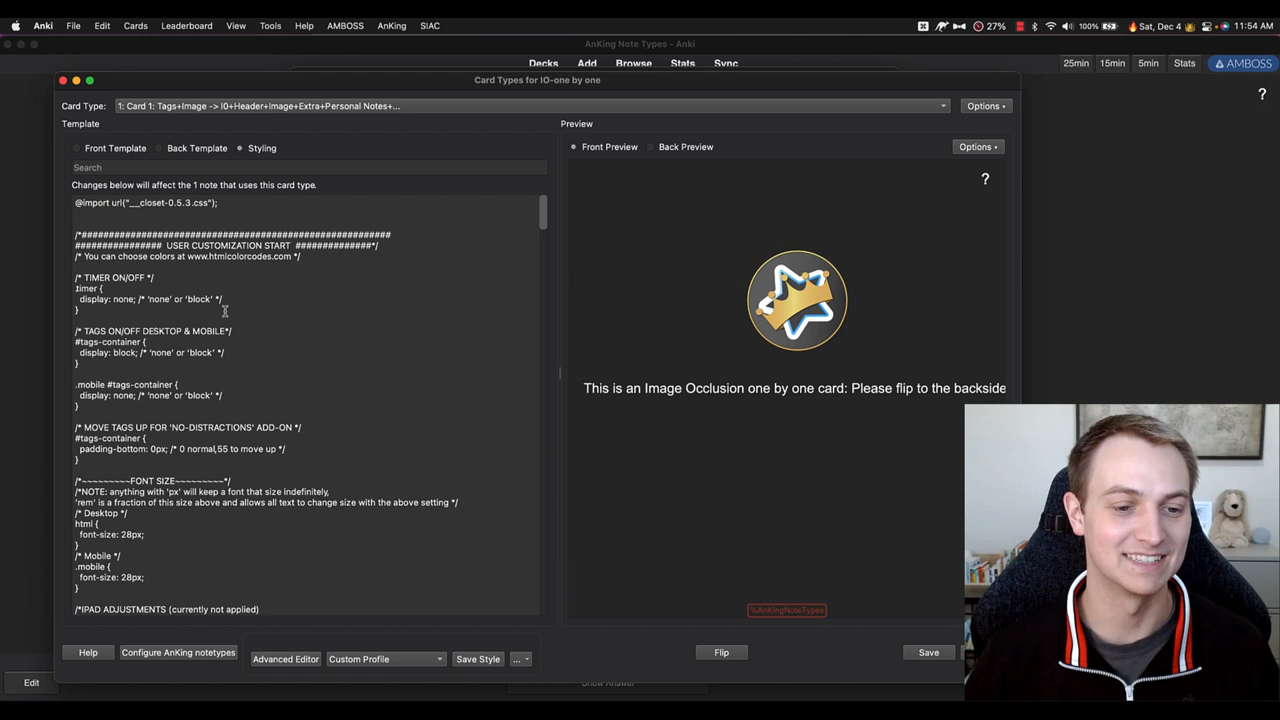 Anki File Edit Cards Leaderboard View Tools Help AMBOSS AnKing SIAC 27% 100% Sat, Dec 4 11:54 AM
AnKing Note Types - Anki
Decks Add Browse Stats Sync 25min 15min 5min Stats AMBOSS
Card Types for IO-one by one
?
Card Type: 1: Card 1: Tags+Image -> IO+Header+Image+Extra+Personal Notes+... Options
Template Preview
Front Template Back Template Styling Front Preview Back Preview Options
Search
?
Changes below will affect the 1 note that uses this card type.
@import url("__closet-0.5.3.css");
/*##########################################################
################ USER CUSTOMIZATION START ##############*/
/* You can choose colors at www.htmlcolorcodes.com */
/* TIMER ON/OFF */
.timer {
display: none; /* 'none' or 'block' */
}
/* TAGS ON/OFF DESKTOP & MOBILE*/
#tags-container {
display: block; /* 'none' or 'block' */
}
.mobile #tags-container {
display: none; /* 'none' or 'block' */
}
/* MOVE TAGS UP FOR 'NO-DISTRACTIONS' ADD-ON */
#tags-container {
padding-bottom: 0px; /* 0 normal,55 to move up */
}
/*~~~~~~~~~FONT SIZE~~~~~~~~~*/
/*NOTE: anything with 'px' will keep a font that size indefinitely,
'rem' is a fraction of this size above and allows all text to change size with the above setting */
/* Desktop */
html {
font-size: 28px;
}
/* Mobile */
.mobile {
font-size: 28px;
}
/*IPAD ADJUSTMENTS (currently not applied)
This is an Image Occlusion one by one card: Please flip to the backside
%AnKingNoteTypes
Help Configure AnKing notetypes Advanced Editor Custom Profile Save Style ... Flip Save
Edit Show Answer